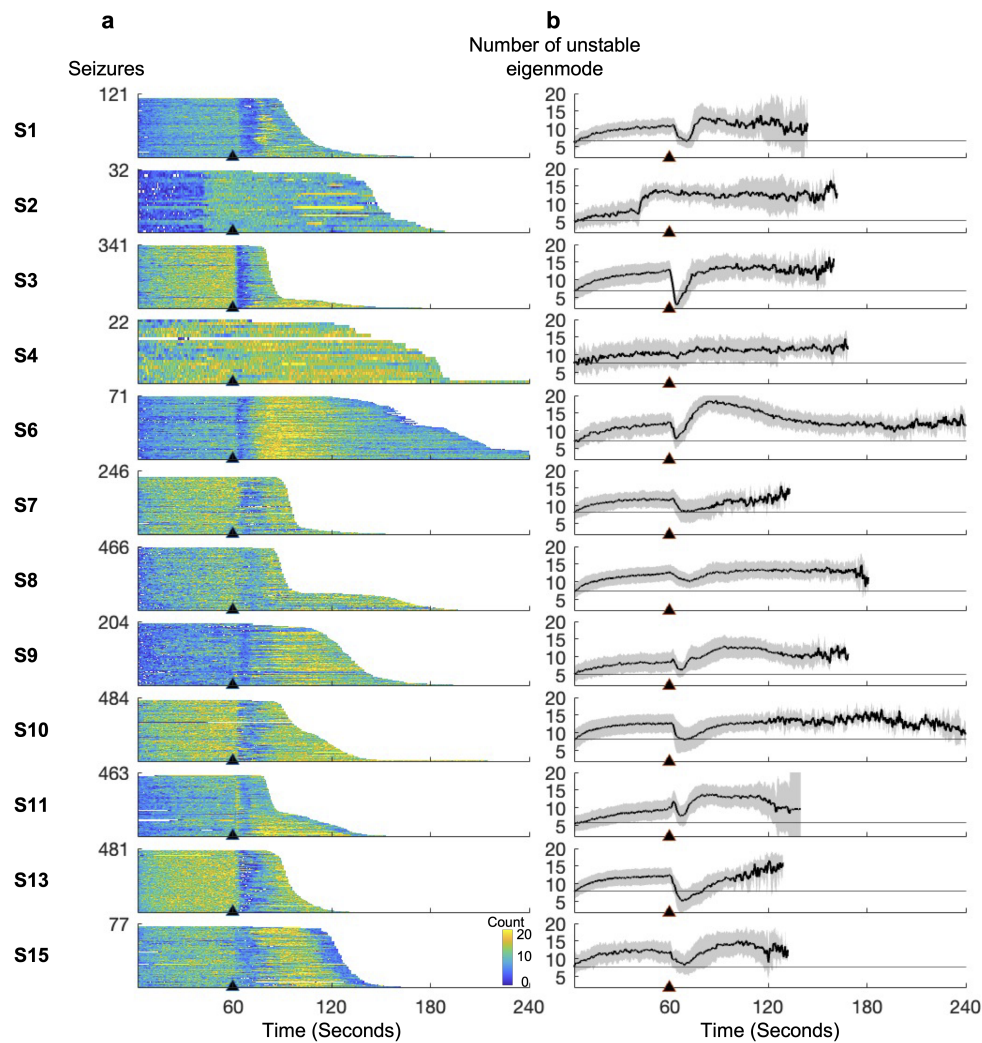 a
b
Seizures
Number of unstable
eigenmode
S1
121
20
15
10
5
S2
32
20
15
10
5
S3
341
20
15
10
5
S4
22
20
15
10
5
S6
71
20
15
10
5
S7
246
20
15
10
5
S8
466
20
15
10
5
S9
204
20
15
10
5
S10
484
20
15
10
5
S11
463
20
15
10
5
S13
481
20
15
10
5
S15
77
Count
20
10
0
20
15
10
5
60 120 180 240
60 120 180 240
Time (Seconds)
Time (Seconds)